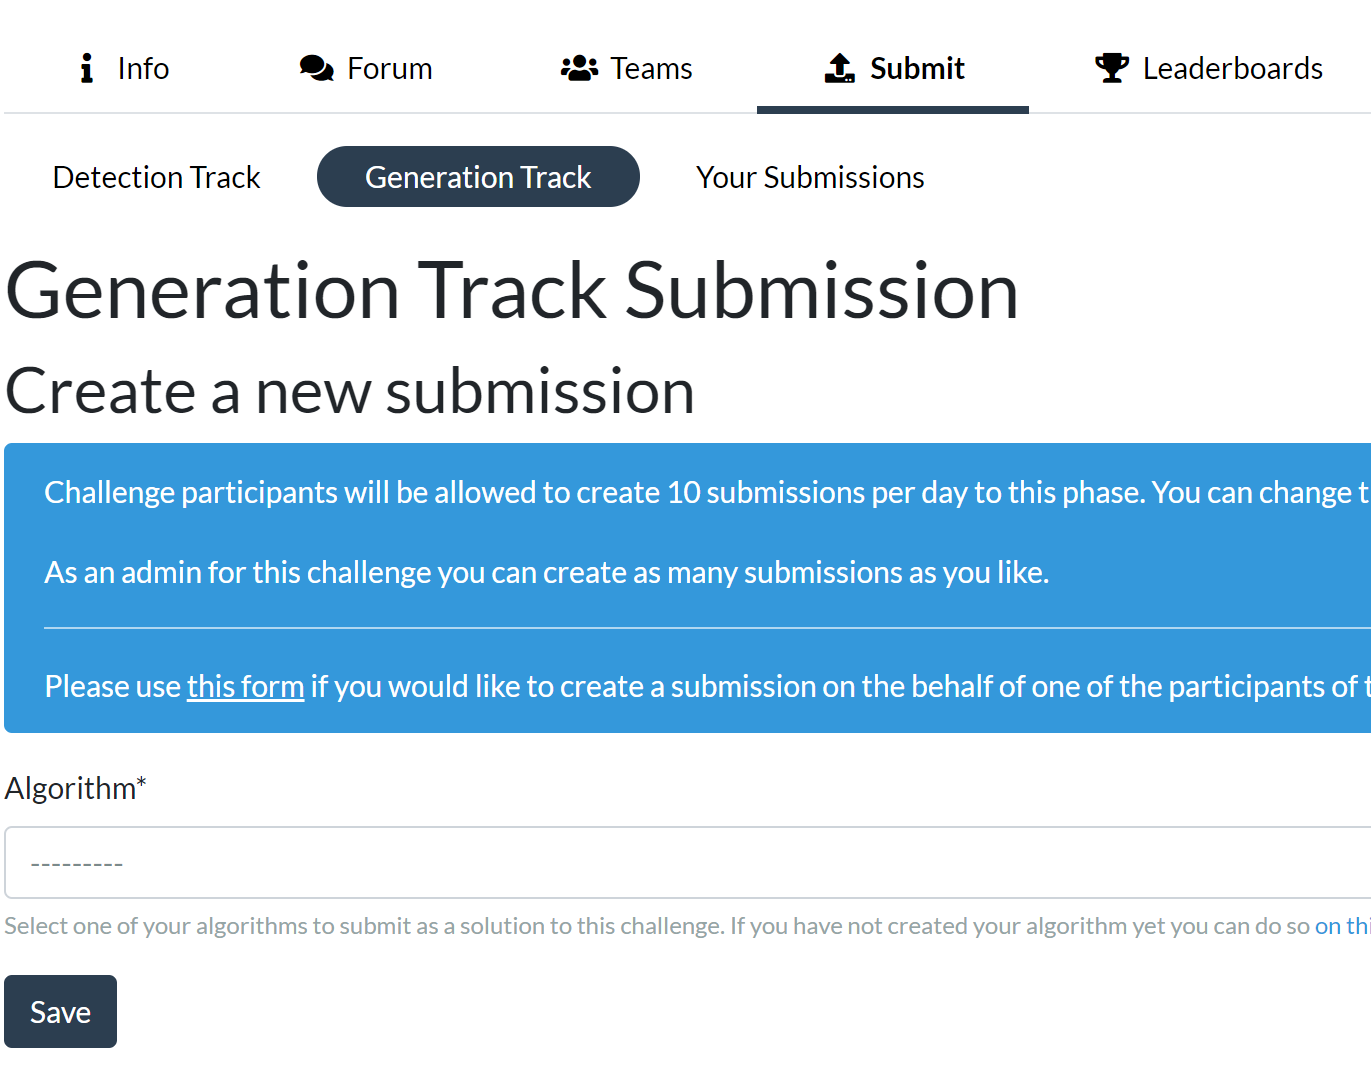 Info Forum Teams Submit Leaderboards
Detection Track Generation Track Your Submissions
Generation Track Submission
Create a new submission
Challenge participants will be allowed to create 10 submissions per day to this phase. You can change
As an admin for this challenge you can create as many submissions as you like.
Please use this form if you would like to create a submission on the behalf of one of the participants of
Algorithm*
---------
Select one of your algorithms to submit as a solution to this challenge. If you have not created your algorithm yet you can do so on
Save